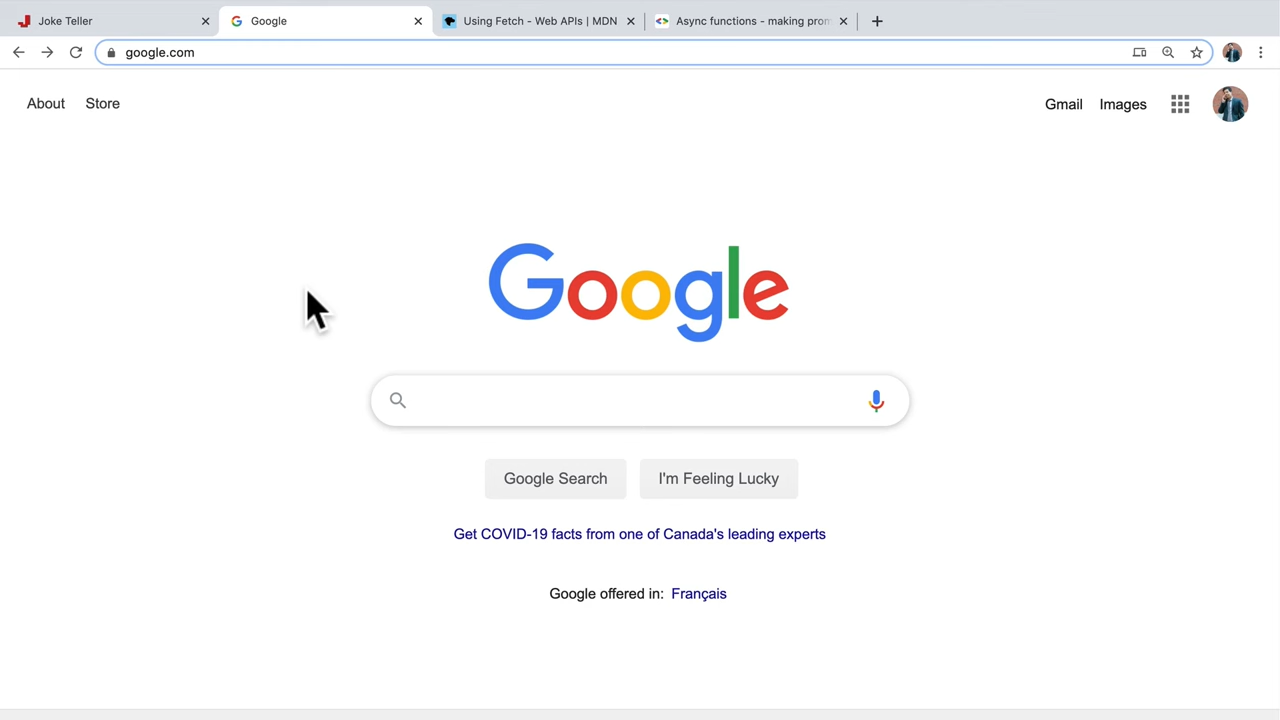 Joke Teller
Google
Using Fetch - Web APIs | MDN
Async functions - making pro
google.com
About
Store
Gmail
Images
Google
Google Search
I'm Feeling Lucky
Get COVID-19 facts from one of Canada's leading experts
Google offered in: Français